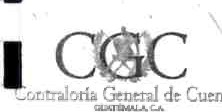 CGC
Contraloría General de Cuen
GUATEMALA, C.A.